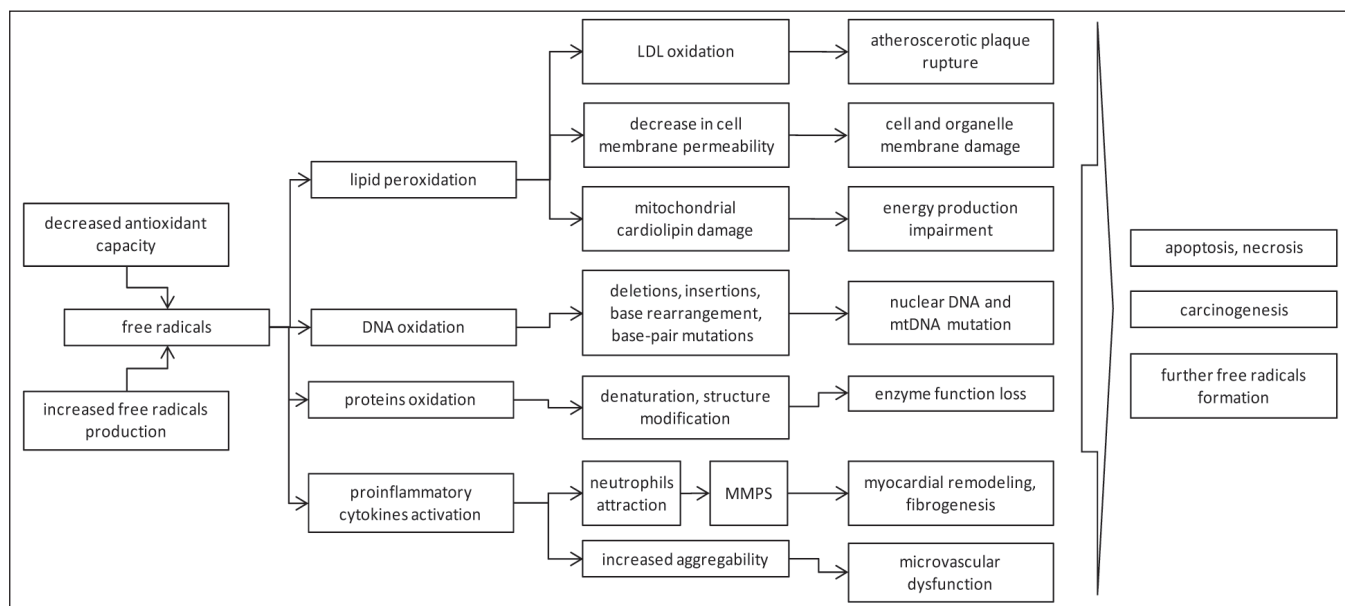 decreased antioxidant
capacity
free radicals
increased free radicals
production
lipid peroxidation
DNA oxidation
proteins oxidation
proinflammatory
cytokines activation
LDL oxidation
decrease in cell
membrane permeability
mitochondrial
cardiolipin damage
deletions, insertions,
base rearrangement,
base-pair mutations
denaturation, structure
modification
neutrophils
attraction
MMPS
increased aggregability
atheroscerotic plaque
rupture
cell and organelle
membrane damage
energy production
impairment
nuclear DNA and
mtDNA mutation
enzyme function loss
myocardial remodeling,
fibrogenesis
microvascular
dysfunction
apoptosis, necrosis
carcinogenesis
further free radicals
formation